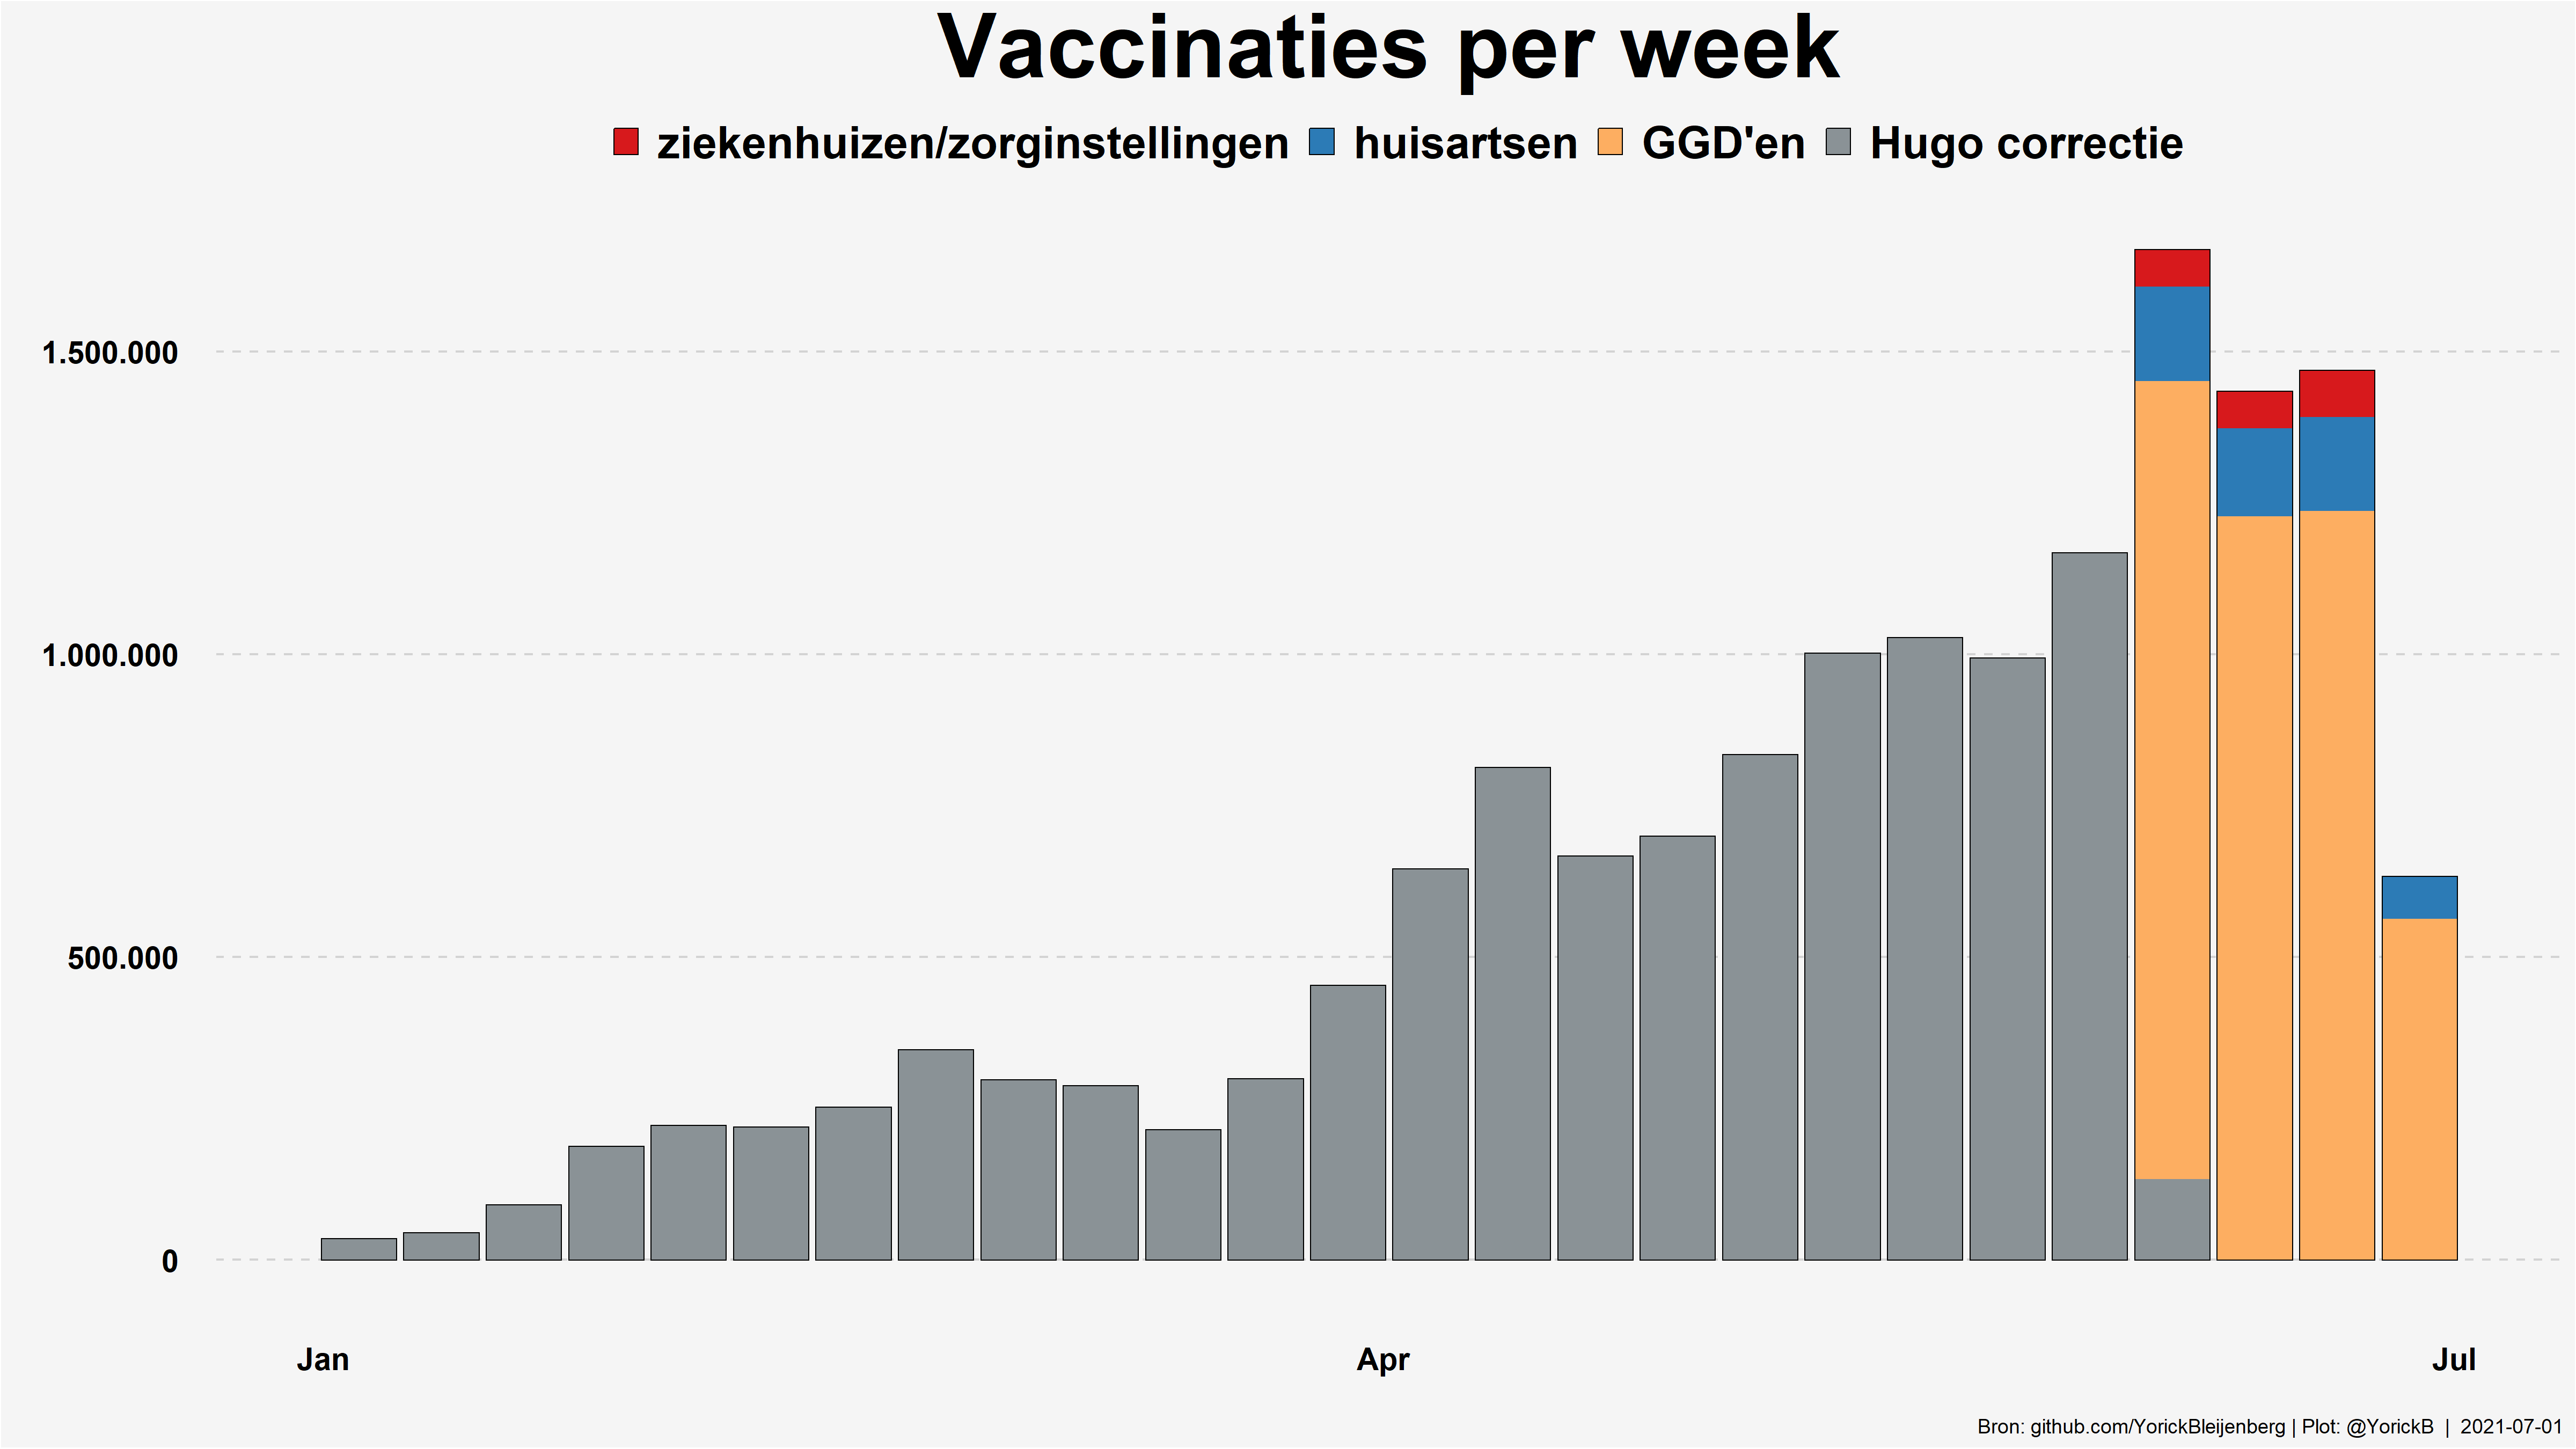 Vaccinaties per week
ziekenhuizen/zorginstellingen huisartsen GGD'en Hugo correctie
1.500.000
1.000.000
500.000
0
Jan Apr Jul
Bron: github.com/YorickBleijenberg | Plot: @YorickB | 2021-07-01